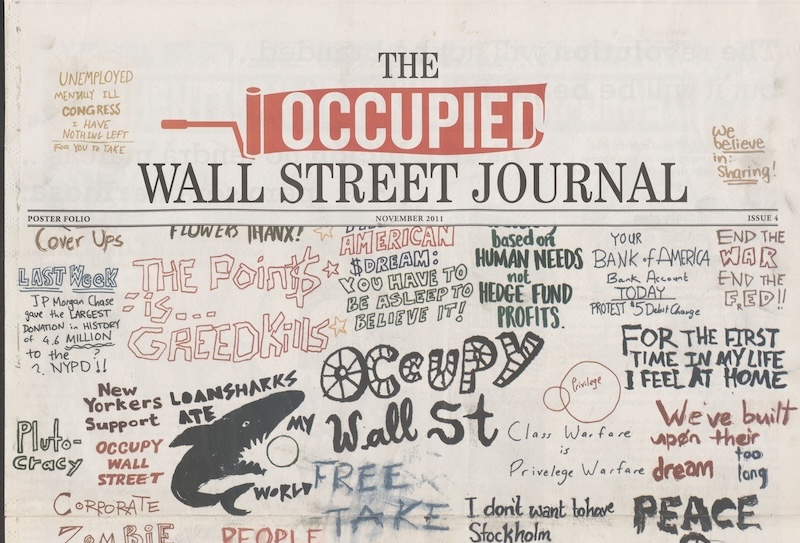 UNEMPLOYED
MENTALLY ILL
CONGRESS
I HAVE
NOTHING LEFT
FOR YOU TO TAKE
THE
OCCUPIED
WALL STREET JOURNAL
We
believe
in:
Sharing!
POSTER FOLIO
NOVEMBER 2011
ISSUE 4
Cover Ups
FLOWERS THANX!
LAST WEEK
JP Morgan Chase
gave the LARGEST
DONATION in HISTORY
of 4.6 MILLION
to the ?
?. NYPD!!
THE Point$
is...
GREED Kills
AMERICAN
$DREAM:
YOU HAVE TO
BE ASLEEP TO
BELIEVE IT!
based on
HUMAN NEEDS
not
HEDGE FUND
PROFITS.
YOUR
BANK of AMERICA
Bank Account
TODAY
PROTEST $5 Debit Charge
END THE
WAR
END THE
FED!!
FOR THE FIRST
TIME IN MY LIFE
I FEEL AT HOME
OCCUPY
Wall St
Privilege
New
Yorkers
Support
OCCUPY
WALL
STREET
LOANSHARKS
ATE
MY
WORLD
Pluto-
cracy
Class Warfare
is
Privelege Warfare
We've built
upon their
dream
too
long
FREE
TAKE
CORPORATE
ZOMBIE
PEOPLE
I don't want to have
Stockholm
PEACE